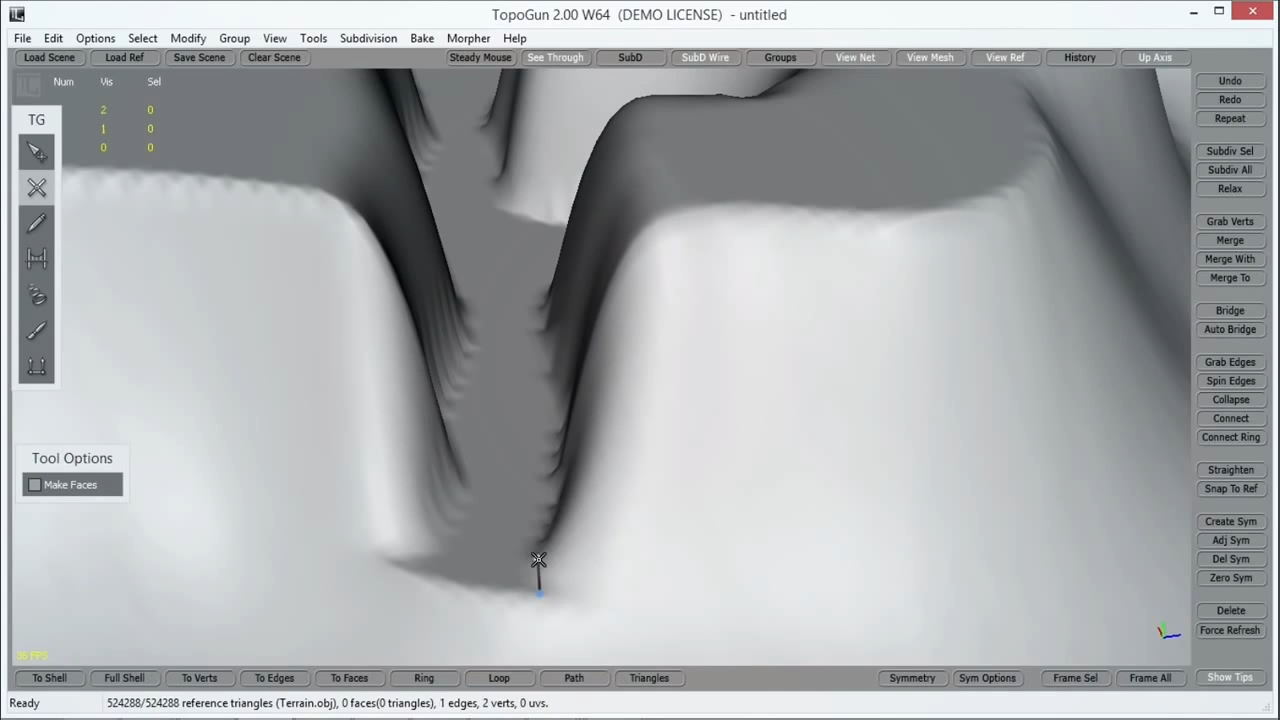 TopoGun 2.00 W64 (DEMO LICENSE) - untitled
File Edit Options Select Modify Group View Tools Subdivision Bake Morpher Help
Load Scene Load Ref Save Scene Clear Scene Steady Mouse See Through SubD SubD Wire Groups View Net View Mesh View Ref History Up Axis
Num Vis Sel
2 0
1 0
0 0
TG
Tool Options
Make Faces
36 FPS
Undo
Redo
Repeat
Subdiv Sel
Subdiv All
Relax
Grab Verts
Merge
Merge With
Merge To
Bridge
Auto Bridge
Grab Edges
Spin Edges
Collapse
Connect
Connect Ring
Straighten
Snap To Ref
Create Sym
Adj Sym
Del Sym
Zero Sym
Delete
Force Refresh
To Shell Full Shell To Verts To Edges To Faces Ring Loop Path Triangles Symmetry Sym Options Frame Sel Frame All Show Tips
Ready 524288/524288 reference triangles (Terrain.obj), 0 faces(0 triangles), 1 edges, 2 verts, 0 uvs.